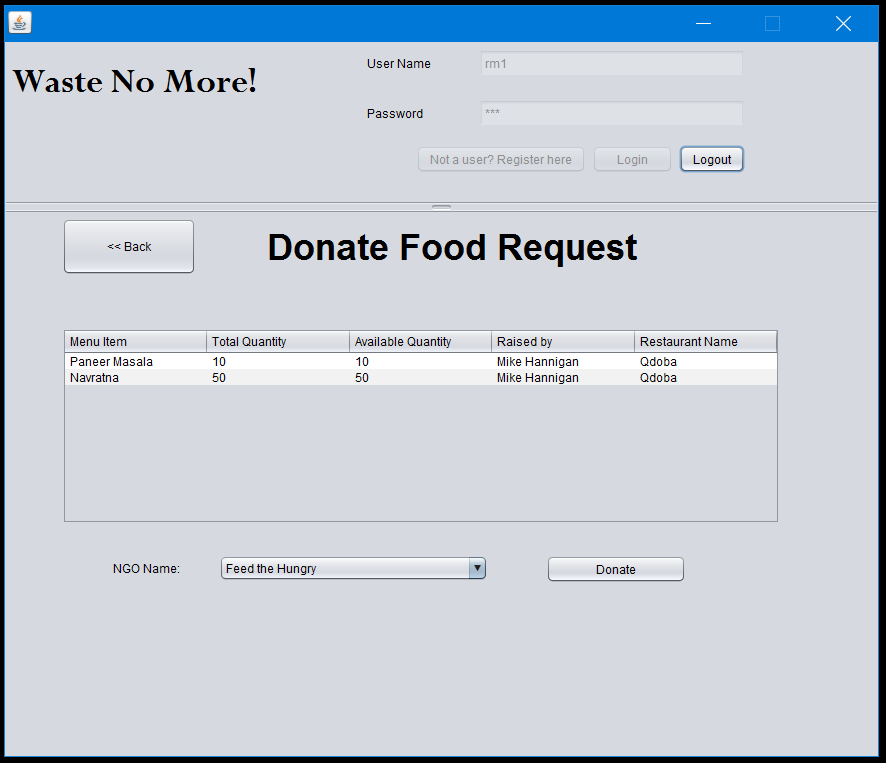 Waste No More!
User Name rm1
Password ***
Not a user? Register here Login Logout
<< Back
Donate Food Request
Menu Item Total Quantity Available Quantity Raised by Restaurant Name
Paneer Masala 10 10 Mike Hannigan Qdoba
Navratna 50 50 Mike Hannigan Qdoba
NGO Name: Feed the Hungry Donate